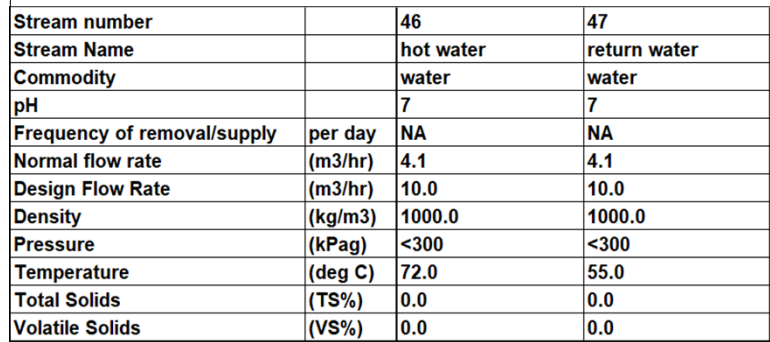 Stream number 46 47
Stream Name hot water return water
Commodity water water
pH 7 7
Frequency of removal/supply per day NA NA
Normal flow rate (m3/hr) 4.1 4.1
Design Flow Rate (m3/hr) 10.0 10.0
Density (kg/m3) 1000.0 1000.0
Pressure (kPag) <300 <300
Temperature (deg C) 72.0 55.0
Total Solids (TS%) 0.0 0.0
Volatile Solids (VS%) 0.0 0.0